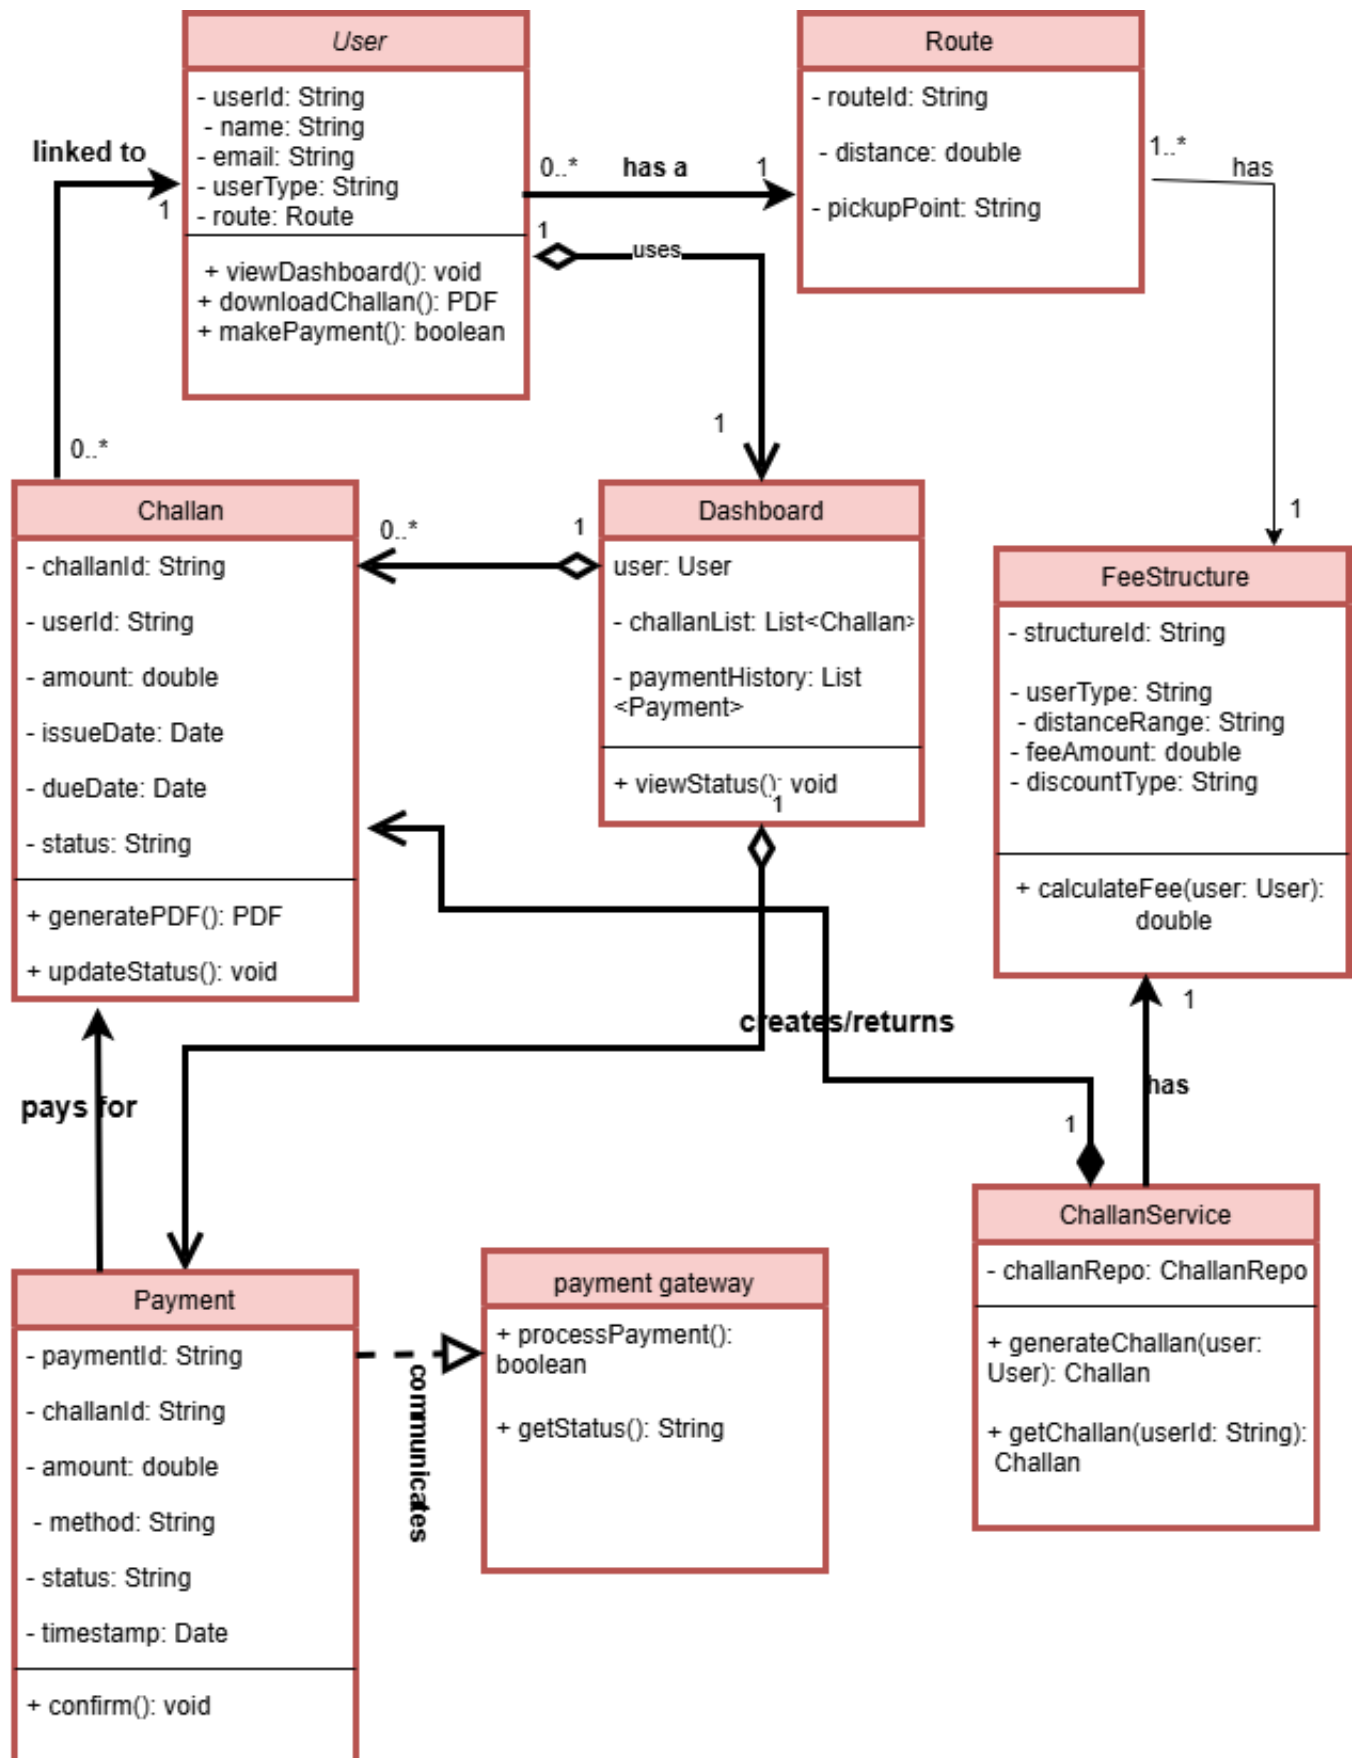 User
- userId: String
- name: String
- email: String
- userType: String
- route: Route
+ viewDashboard(): void
+ downloadChallan(): PDF
+ makePayment(): boolean
Route
- routeId: String
- distance: double
- pickupPoint: String
linked to
1
0..*
0..*
has a
1
1
uses
1
1..*
has
1
Challan
- challanId: String
- userId: String
- amount: double
- issueDate: Date
- dueDate: Date
- status: String
+ generatePDF(): PDF
+ updateStatus(): void
0..*
1
Dashboard
user: User
- challanList: List<Challan>
- paymentHistory: List
<Payment>
+ viewStatus(): void
1
FeeStructure
- structureId: String
- userType: String
- distanceRange: String
- feeAmount: double
- discountType: String
+ calculateFee(user: User):
double
1
creates/returns
has
1
pays for
ChallanService
- challanRepo: ChallanRepo
+ generateChallan(user:
User): Challan
+ getChallan(userId: String):
Challan
Payment
- paymentId: String
- challanId: String
- amount: double
- method: String
- status: String
- timestamp: Date
+ confirm(): void
communicates
payment gateway
+ processPayment():
boolean
+ getStatus(): String